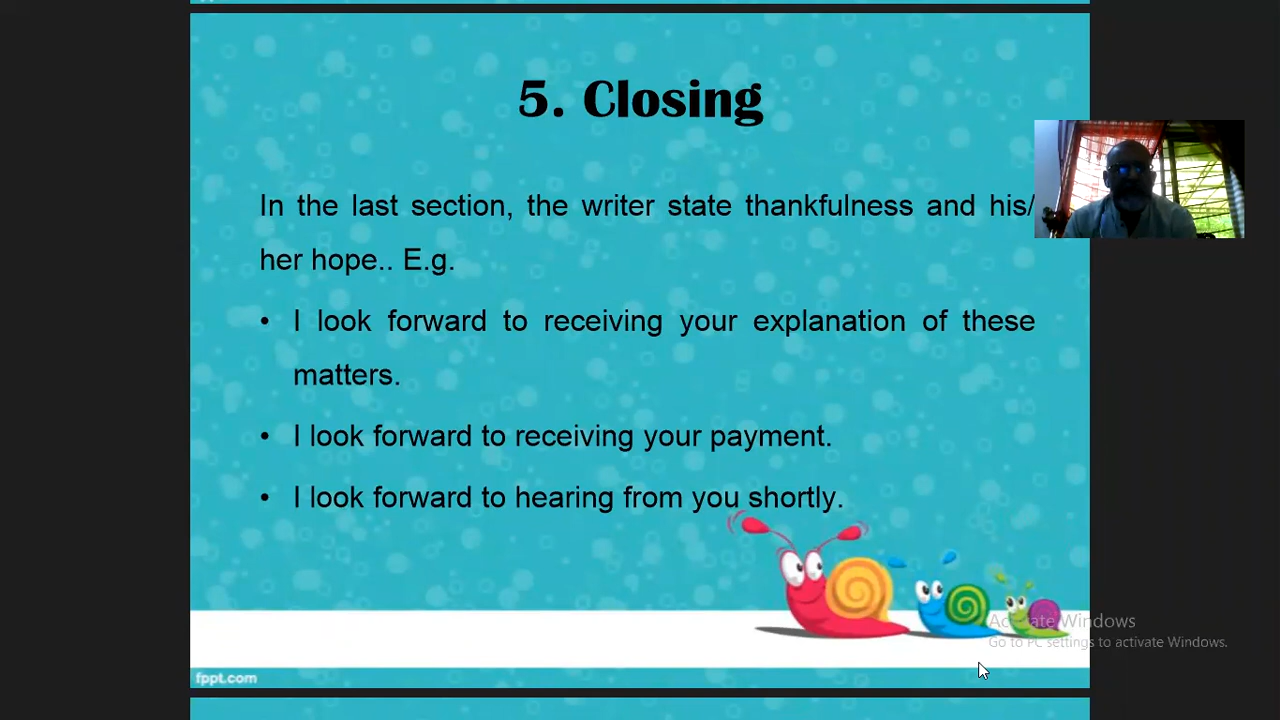 5. Closing
In the last section, the writer state thankfulness and his/
her hope.. E.g.
• I look forward to receiving your explanation of these
matters.
• I look forward to receiving your payment.
• I look forward to hearing from you shortly.
Activate Windows
Go to PC settings to activate Windows.
fppt.com